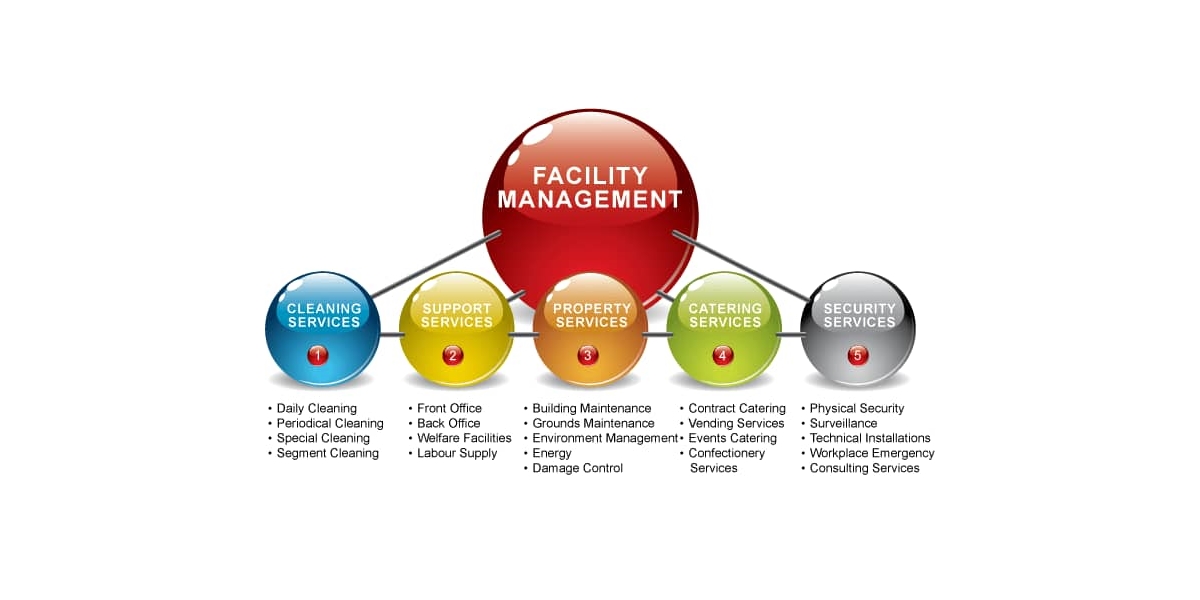 FACILITY
MANAGEMENT
CLEANING
SERVICES
1
SUPPORT
SERVICES
2
PROPERTY
SERVICES
3
CATERING
SERVICES
4
SECURITY
SERVICES
5
• Daily Cleaning
• Periodical Cleaning
• Special Cleaning
• Segment Cleaning
• Front Office
• Back Office
• Welfare Facilities
• Labour Supply
• Building Maintenance
• Grounds Maintenance
• Environment Management
• Energy
• Damage Control
• Contract Catering
• Vending Services
• Events Catering
• Confectionery
Services
• Physical Security
• Surveillance
• Technical Installations
• Workplace Emergency
• Consulting Services